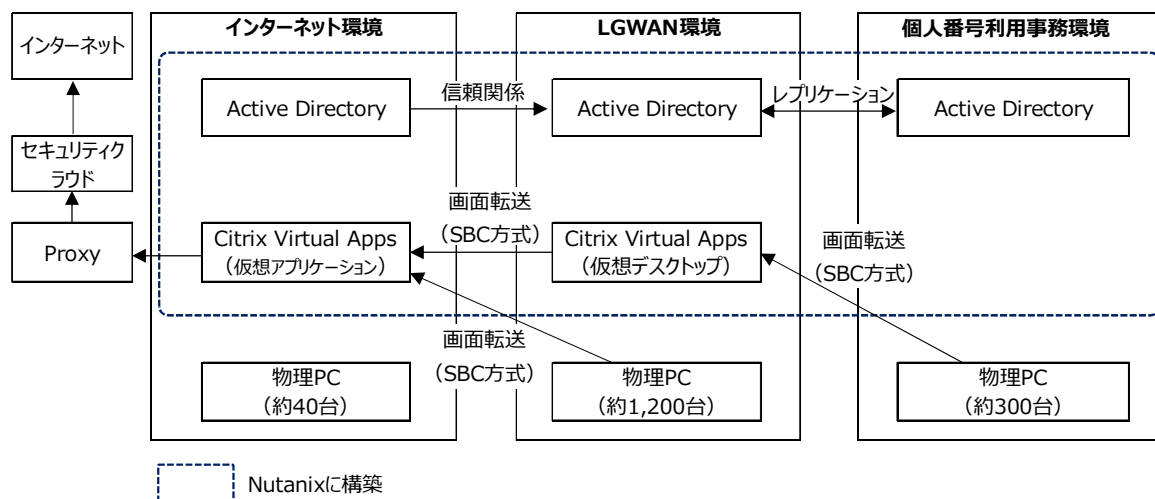 インターネット環境
LGWAN環境
個人番号利用事務環境
インターネット
セキュリティク
ラウド
Proxy
Active Directory
信頼関係
Active Directory
レプリケーション
Active Directory
Citrix Virtual Apps
（仮想アプリケーション）
画面転送
（SBC方式）
Citrix Virtual Apps
（仮想デスクトップ）
画面転送
（SBC方式）
画面転送
（SBC方式）
物理PC
（約40台）
物理PC
（約1,200台）
物理PC
（約300台）
Nutanixに構築